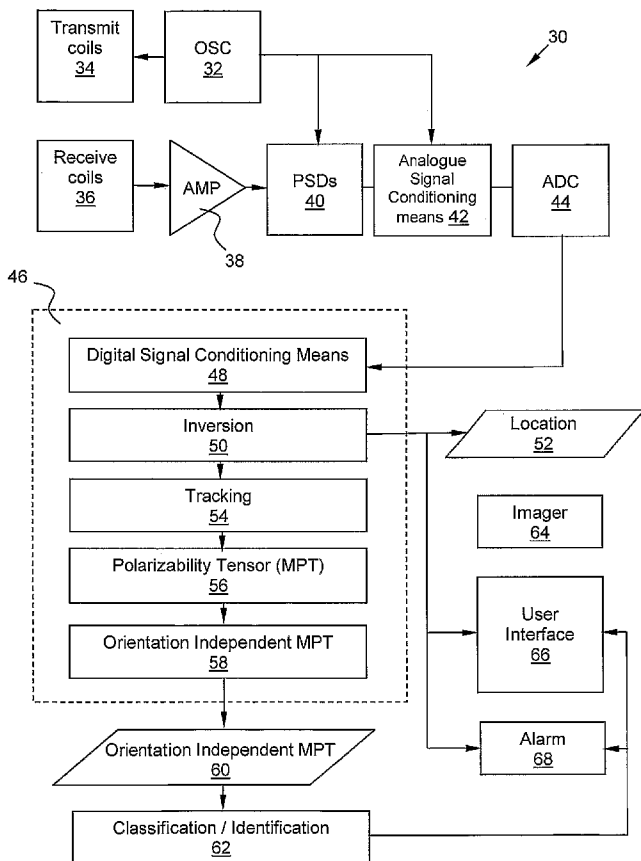 Transmit
coils
34
OSC
32
30
Receive
coils
36
AMP
38
PSDs
40
Analogue
Signal
Conditioning
means 42
ADC
44
46
Digital Signal Conditioning Means
48
Inversion
50
Location
52
Tracking
54
Imager
64
Polarizability Tensor (MPT)
56
User
Interface
66
Orientation Independent MPT
58
Alarm
68
Orientation Independent MPT
60
Classification / Identification
62